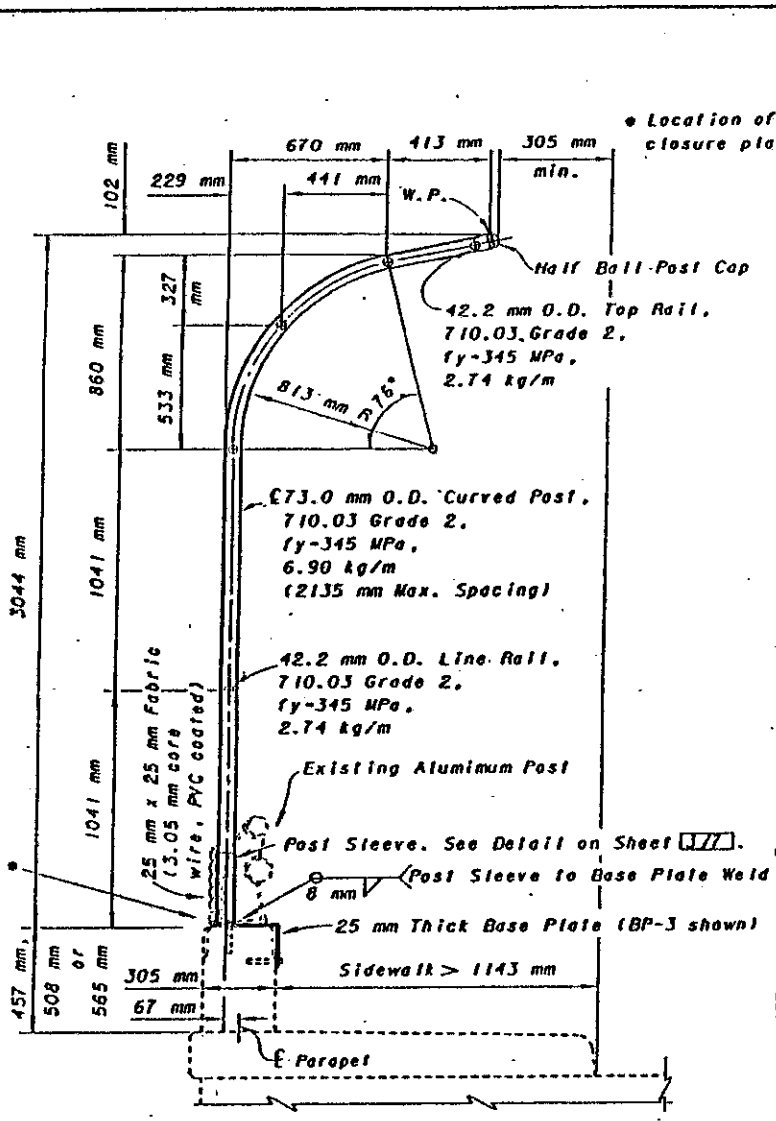 * Location of
closure pla
670 mm
413 mm
305 mm
min.
102 mm
229 mm
441 mm
W.P.
Half Ball Post Cap
327
mm
42.2 mm O.D. Top Rail,
710.03, Grade 2,
fy-345 MPa,
2.74 kg/m
860 mm
533 mm
813 mm R
76°
3044 mm
℄ 73.0 mm O.D. Curved Post,
710.03 Grade 2,
fy-345 MPa,
6.90 kg/m
(2135 mm Max. Spacing)
1041 mm
42.2 mm O.D. Line Rail,
710.03 Grade 2,
fy-345 MPa,
2.74 kg/m
25 mm x 25 mm Fabric
(3.05 mm core
wire, PVC coated)
1041 mm
Existing Alumimum Post
Post Sleeve. See Detail on Sheet
*
8 mm
Post Sleeve to Base Plate Weld
25 mm Thick Base Plate (BP-3 shown)
457 mm,
508 mm or
565 mm
305 mm
Sidewalk > 1143 mm
67 mm
℄ Parapet